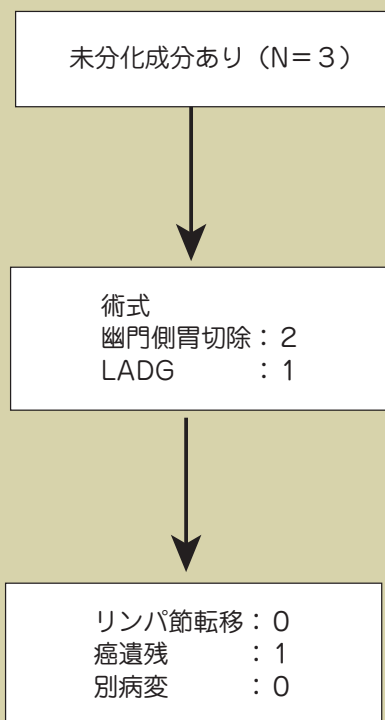 未分化成分あり（N＝３）
術式
幽門側胃切除：２
LADG　　　：１
リンパ節転移：０
癌遺残　　　：１
別病変　　　：０